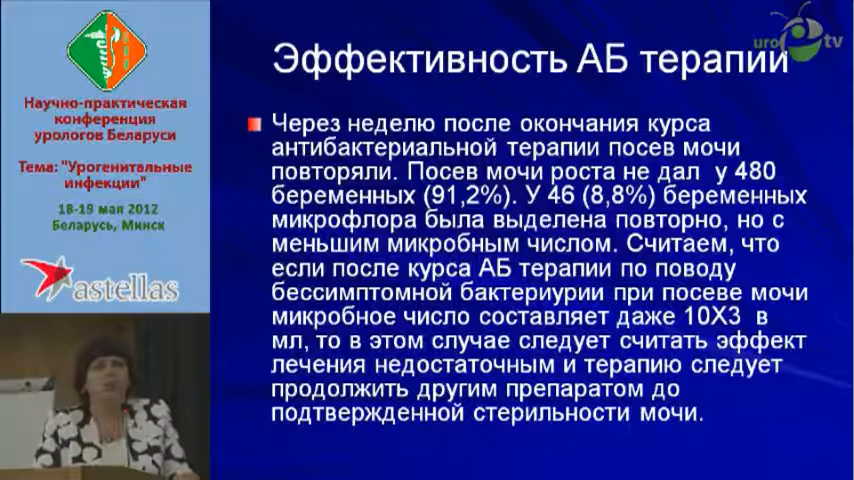 Научно-практическая
конференция
урологов Беларуси
Тема: "Урогенитальные
инфекции"
18-19 мая 2012
Беларусь, Минск
astellas
uro tv
Эффективность АБ терапии
Через неделю после окончания курса
антибактериальной терапии посев мочи
повторяли. Посев мочи роста не дал у 480
беременных (91,2%). У 46 (8,8%) беременных
микрофлора была выделена повторно, но с
меньшим микробным числом. Считаем, что
если после курса АБ терапии по поводу
бессимптомной бактериурии при посеве мочи
микробное число составляет даже 10X3 в
мл, то в этом случае следует считать эффект
лечения недостаточным и терапию следует
продолжить другим препаратом до
подтвержденной стерильности мочи.